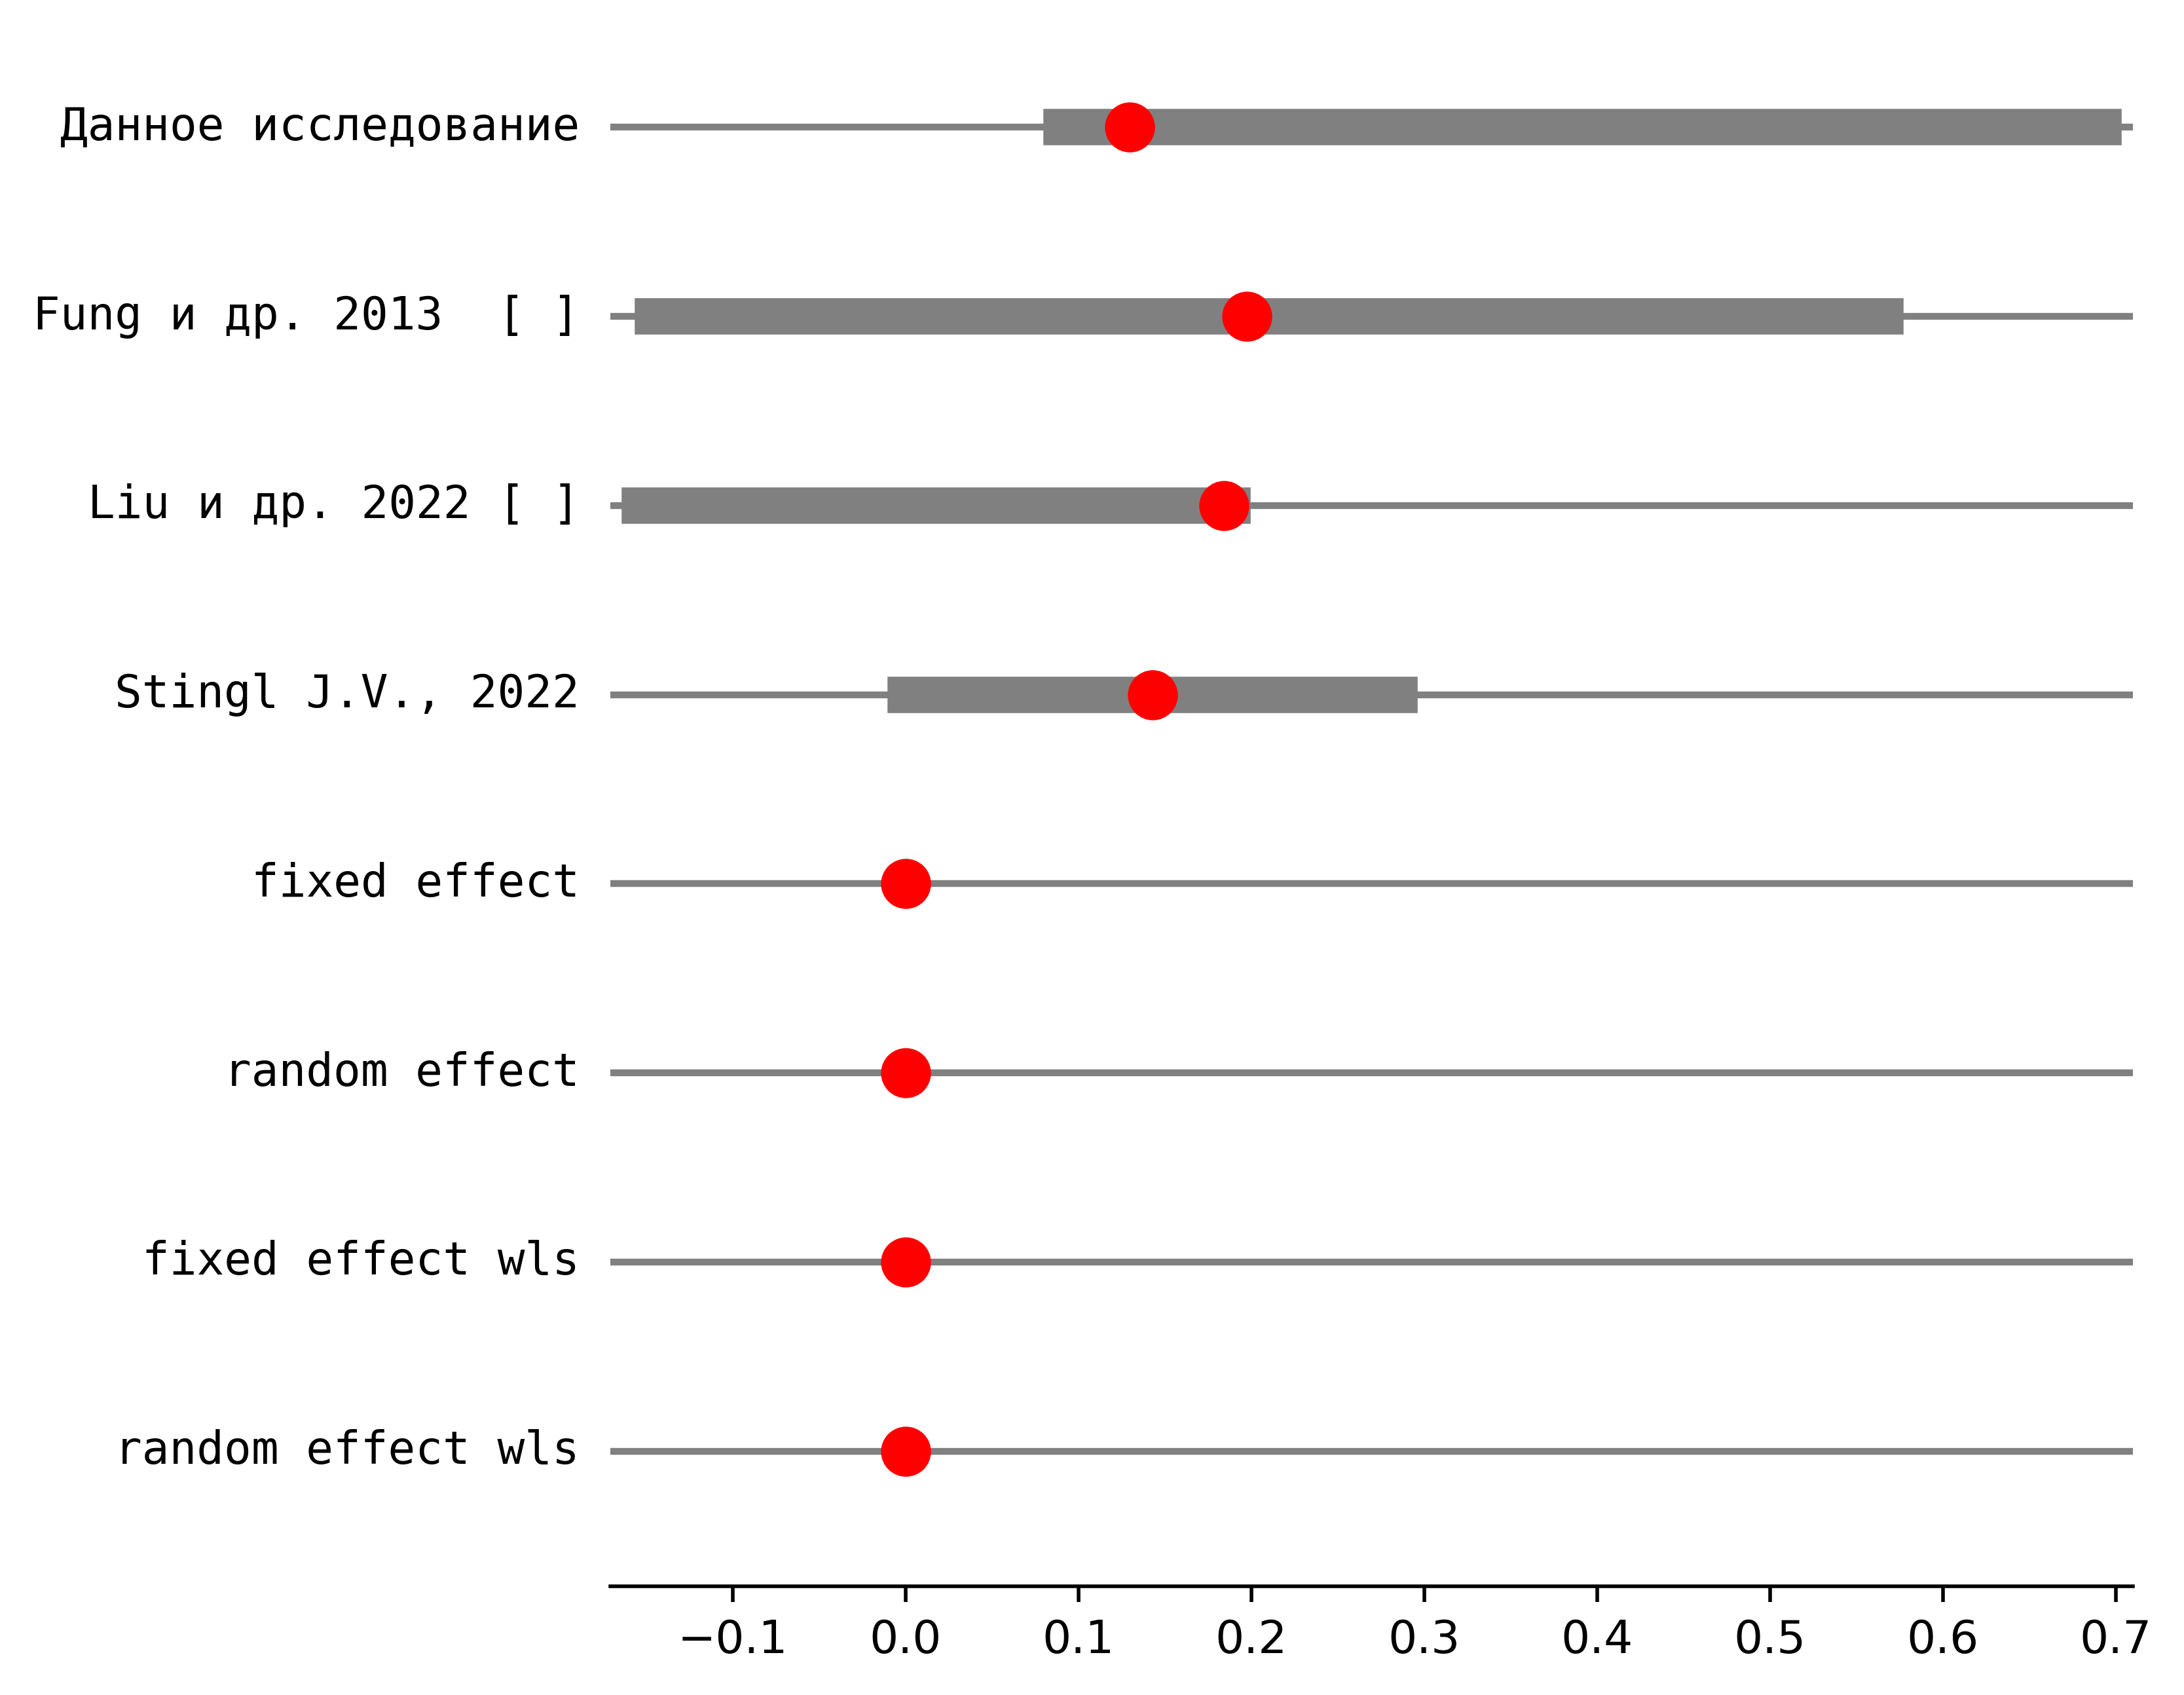 Данное исследование
Fung и др. 2013  [ ]
Liu и др. 2022 [ ]
Stingl J.V., 2022
fixed effect
random effect
fixed effect wls
random effect wls
−0.1 0.0 0.1 0.2 0.3 0.4 0.5 0.6 0.7